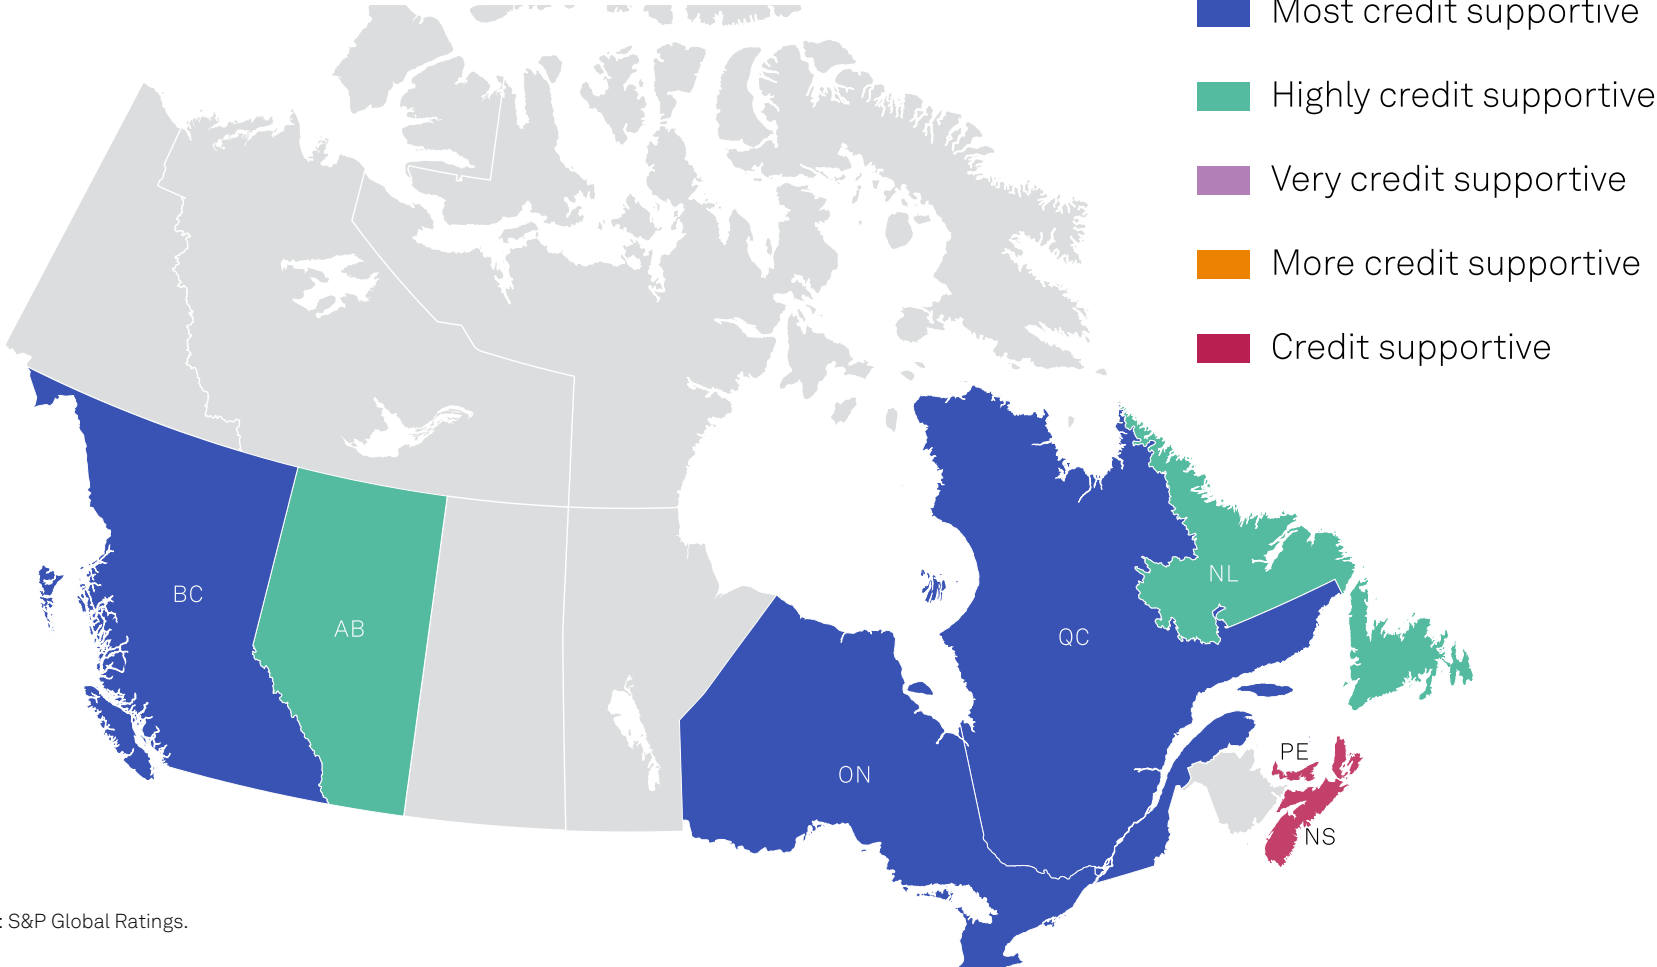 Most credit supportive
Highly credit supportive
Very credit supportive
More credit supportive
Credit supportive
BC
AB
NL
QC
ON
PE
NS
: S&P Global Ratings.